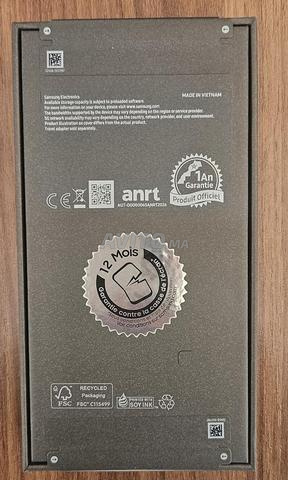 Samsung Electronics
Available storage capacity is subject to preloaded software.
For more information on your device, please visit www.samsung.com
The bandwidths supported by the device may vary depending on the region or service provider.
5G network availability may vary depending on the country, network provider, and user environment.
Product illustration on cover differs from the actual product.
Travel adapter sold separately.
MADE IN VIETNAM
1An
Garantie
Produit Officiel
CE
anrt
12 Mois
Garantie contre la casse de l'écran*
FSC
RECYCLED
Packaging
FSC® C115499
PRINTED WITH
SOY INK